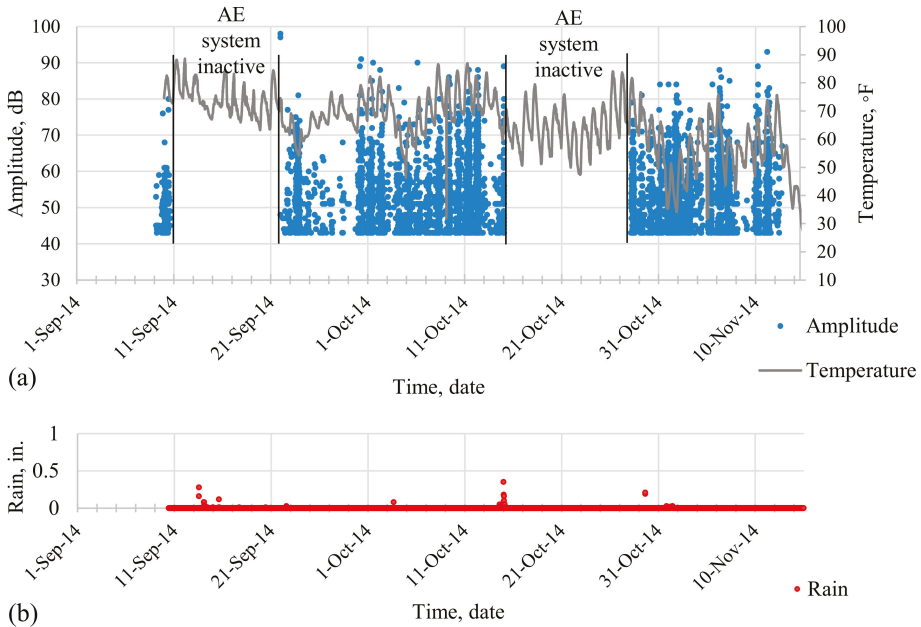 AE
system
inactive
AE
system
inactive
100
90
80
70
60
50
40
30
Amplitude, dB
100
90
80
70
60
50
40
30
20
10
Temperature, °F
1-Sep-14
11-Sep-14
21-Sep-14
1-Oct-14
11-Oct-14
21-Oct-14
31-Oct-14
10-Nov-14
Amplitude
Temperature
(a)
Time, date
1
0.5
0
Rain, in.
1-Sep-14
11-Sep-14
21-Sep-14
1-Oct-14
11-Oct-14
21-Oct-14
31-Oct-14
10-Nov-14
Rain
(b)
Time, date